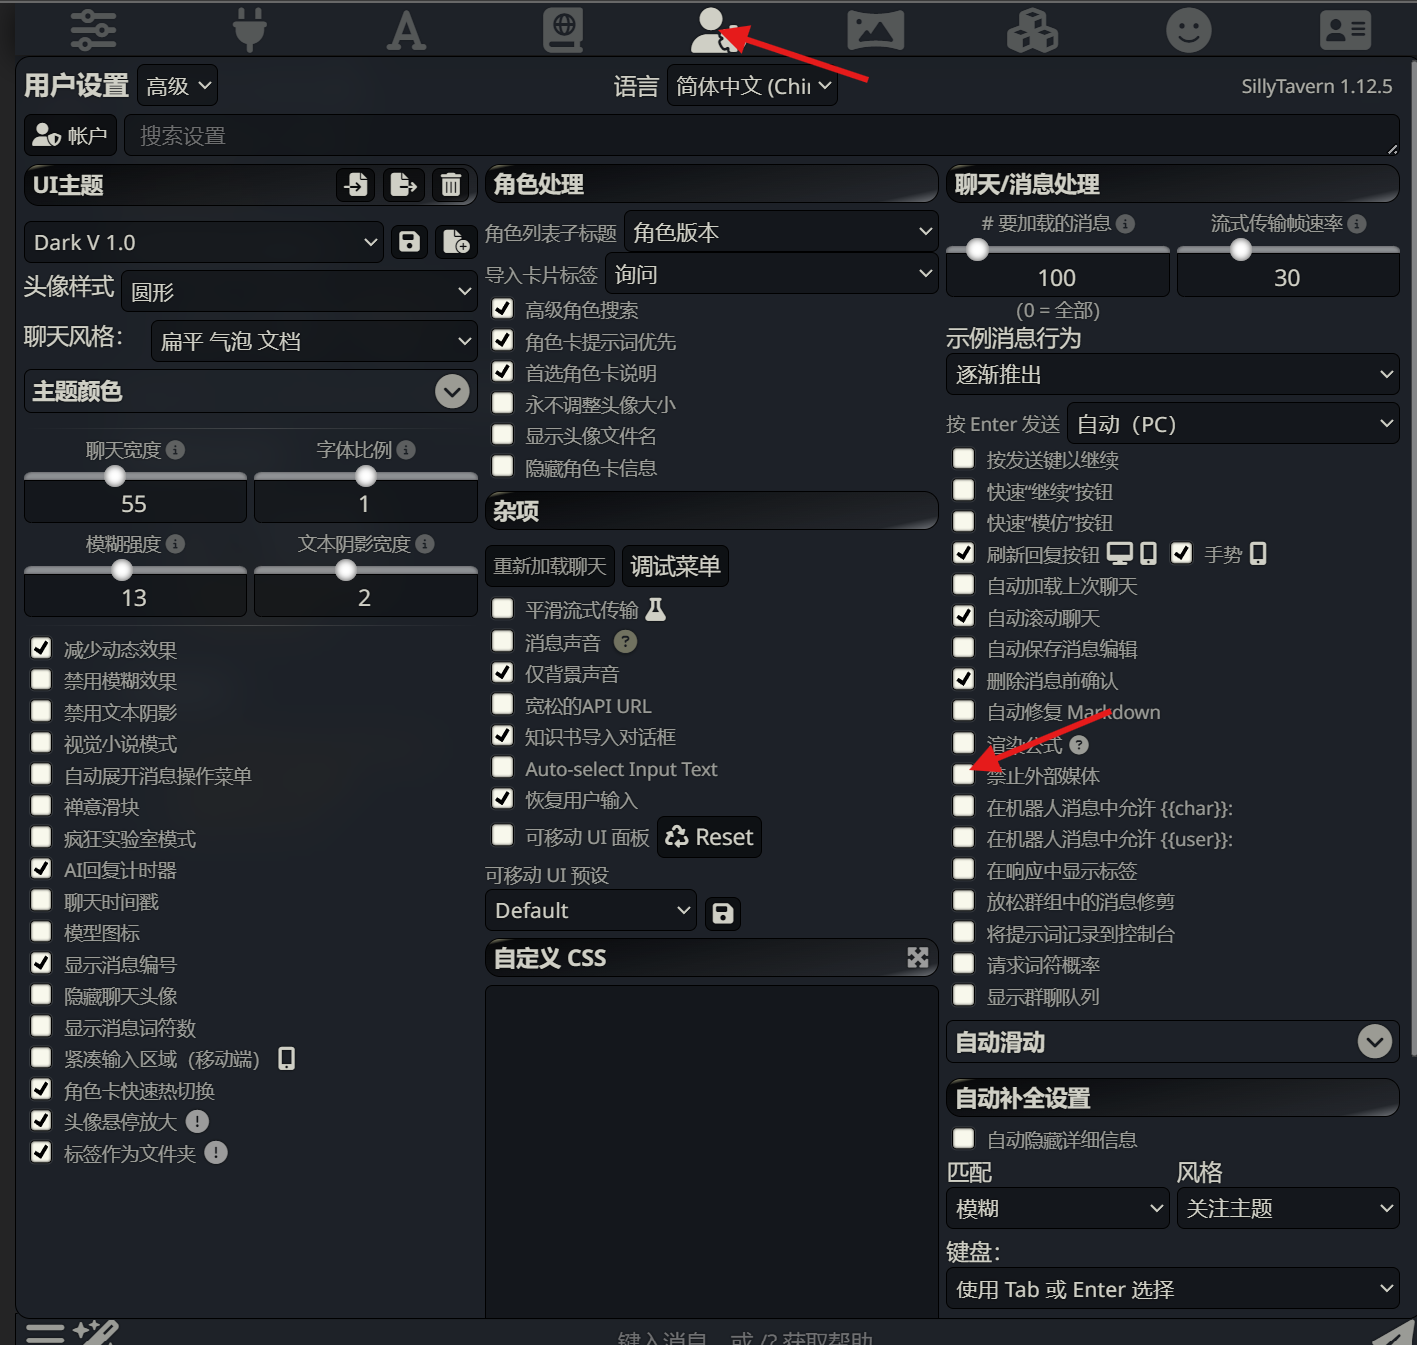 用户设置 高级 语言 简体中文 (Chi SillyTavern 1.12.5
帐户 搜索设置
UI主题
Dark V 1.0
头像样式 圆形
聊天风格： 扁平 气泡 文档
主题颜色
聊天宽度 字体比例
55 1
模糊强度 文本阴影宽度
13 2
减少动态效果
禁用模糊效果
禁用文本阴影
视觉小说模式
自动展开消息操作菜单
禅意滑块
疯狂实验室模式
AI回复计时器
聊天时间戳
模型图标
显示消息编号
隐藏聊天头像
显示消息词符数
紧凑输入区域（移动端）
角色卡快速热切换
头像悬停放大
标签作为文件夹
角色处理
角色列表子标题 角色版本
导入卡片标签 询问
高级角色搜索
角色卡提示词优先
首选角色卡说明
永不调整头像大小
显示头像文件名
隐藏角色卡信息
杂项
重新加载聊天 调试菜单
平滑流式传输
消息声音
仅背景声音
宽松的API URL
知识书导入对话框
Auto-select Input Text
恢复用户输入
可移动 UI 面板 Reset
可移动 UI 预设
Default
自定义 CSS
聊天/消息处理
# 要加载的消息 流式传输帧速率
100 30
(0 = 全部)
示例消息行为
逐渐推出
按 Enter 发送 自动（PC）
按发送键以继续
快速“继续”按钮
快速“模仿”按钮
刷新回复按钮 手势
自动加载上次聊天
自动滚动聊天
自动保存消息编辑
删除消息前确认
自动修复 Markdown
渲染公式
禁止外部媒体
在机器人消息中允许 {{char}}:
在机器人消息中允许 {{user}}:
在响应中显示标签
放松群组中的消息修剪
将提示词记录到控制台
请求词符概率
显示群聊队列
自动滑动
自动补全设置
自动隐藏详细信息
匹配 风格
模糊 关注主题
键盘：
使用 Tab 或 Enter 选择
键入消息，或 /? 获取帮助